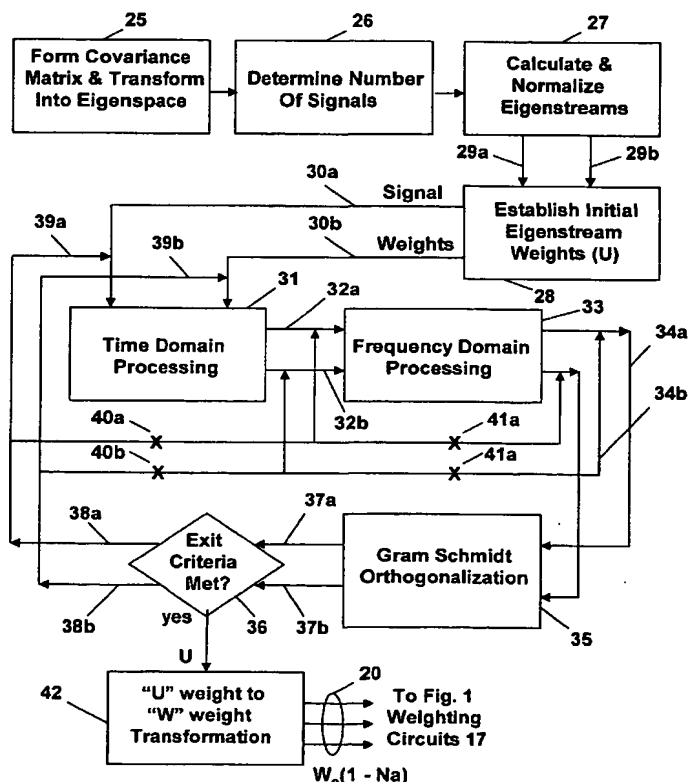 25
26
27
Form Covariance
Matrix & Transform
Into Eigenspace
Determine Number
Of Signals
Calculate &
Normalize
Eigenstreams
29a
29b
30a
Signal
Establish Initial
Eigenstream
Weights (U)
39a
39b
30b
Weights
28
31
32a
33
Time Domain
Processing
Frequency Domain
Processing
34a
32b
34b
40a
41a
40b
41a
38a
37a
Exit
Criteria
Met?
Gram Schmidt
Orthogonalization
38b
yes
36
37b
35
U
42
20
"U" weight to
"W" weight
Transformation
To Fig. 1
Weighting
Circuits 17
(1 - Na)